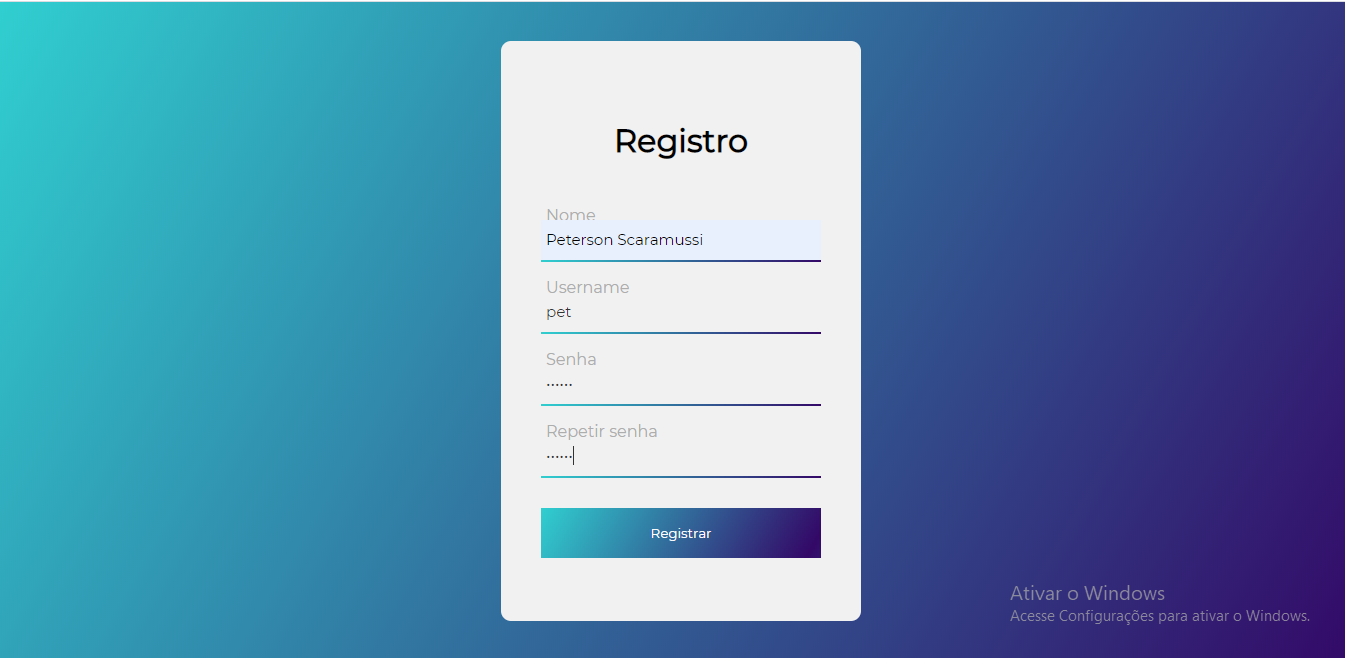 Registro
Nome
Peterson Scaramussi
Username
pet
Senha
······
Repetir senha
······
Registrar
Ativar o Windows
Acesse Configurações para ativar o Windows.